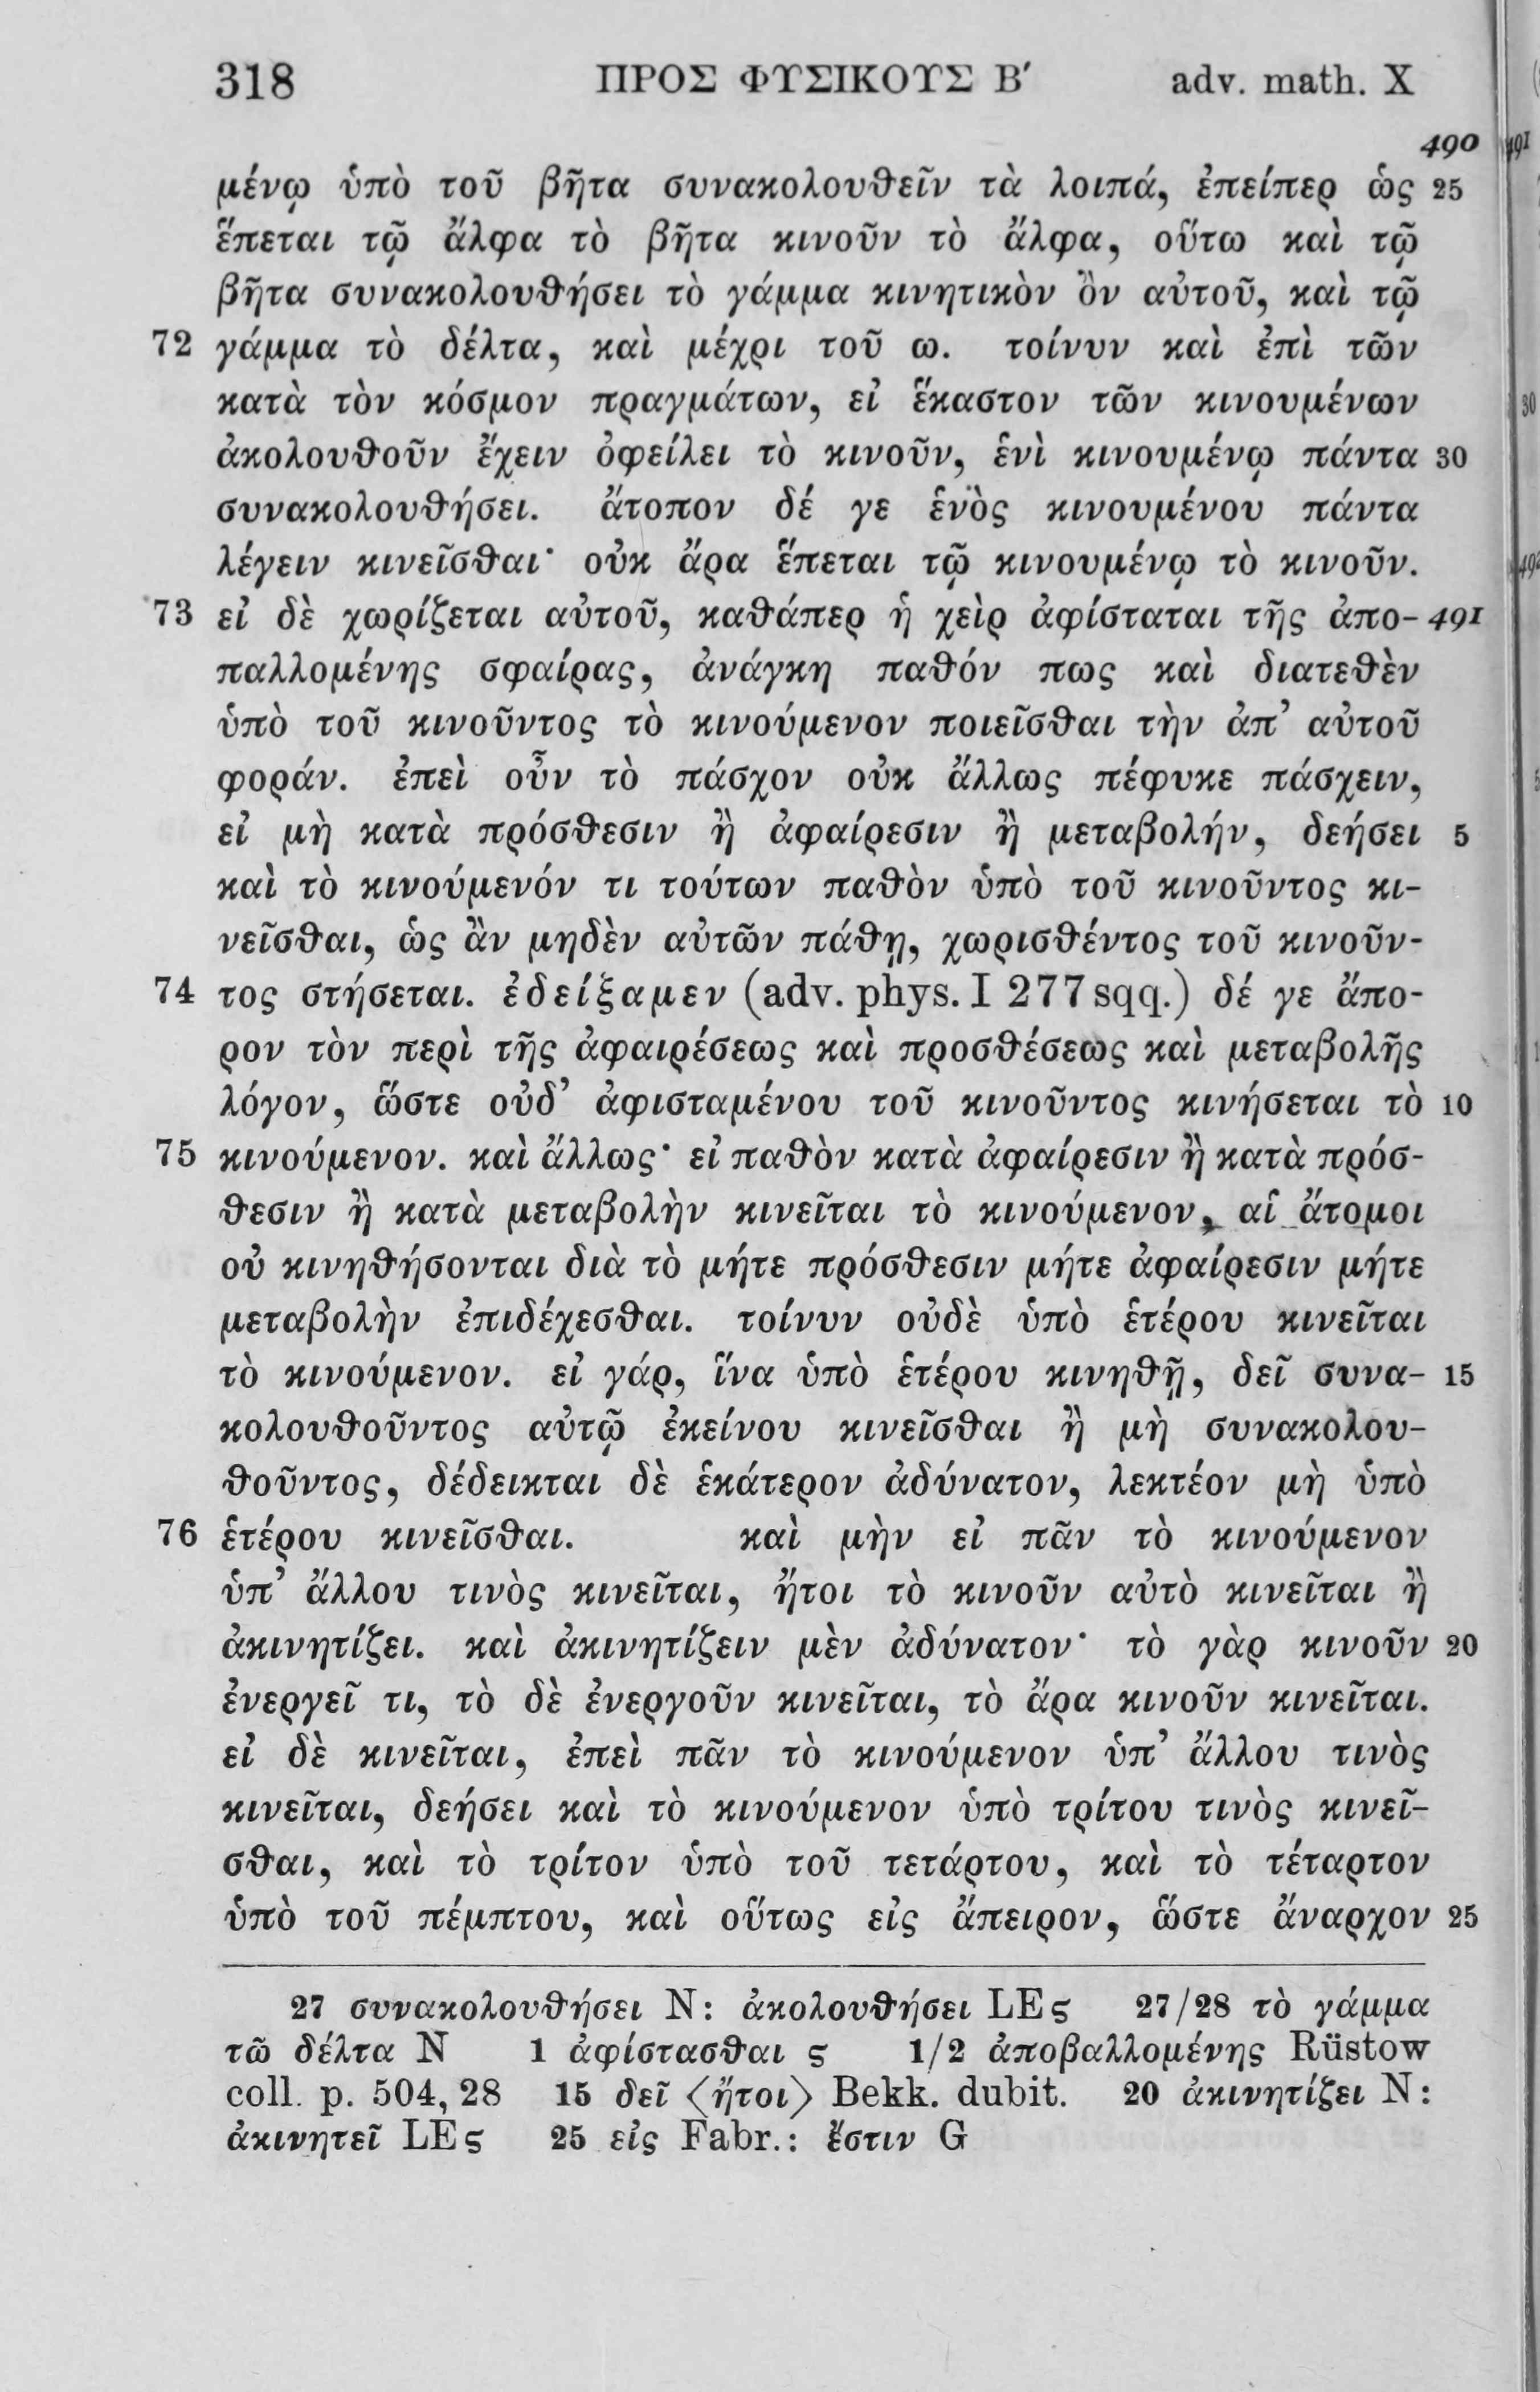 318 ΠΡΟΣ ΦΥΣΙΚΟΥΣ Β′ adv. math. X
490 491
μένῳ ὑπὸ τοῦ βῆτα συνακολουθεῖν τὰ λοιπά, ἐπείπερ ὡς 25
ἕπεται τῷ ἄλφα τὸ βῆτα κινοῦν τὸ ἄλφα, οὕτω καὶ τῷ
βῆτα συνακολουθήσει τὸ γάμμα κινητικὸν ὂν αὐτοῦ, καὶ τῷ
72 γάμμα τὸ δέλτα, καὶ μέχρι τοῦ ω. τοίνυν καὶ ἐπὶ τῶν
κατὰ τὸν κόσμον πραγμάτων, εἰ ἕκαστον τῶν κινουμένων 30
ἀκολουθοῦν ἔχειν ὀφείλει τὸ κινοῦν, ἑνὶ κινουμένῳ πάντα 30
συνακολουθήσει. ἄτοπον δέ γε ἑνὸς κινουμένου πάντα
λέγειν κινεῖσθαι· οὐκ ἄρα ἕπεται τῷ κινουμένῳ τὸ κινοῦν.
73 εἰ δὲ χωρίζεται αὐτοῦ, καθάπερ ἡ χεὶρ ἀφίσταται τῆς ἀπο- 491
παλλομένης σφαίρας, ἀνάγκη παθόν πως καὶ διατεθὲν
ὑπὸ τοῦ κινοῦντος τὸ κινούμενον ποιεῖσθαι τὴν ἀπ’ αὐτοῦ
φοράν. ἐπεὶ οὖν τὸ πάσχον οὐκ ἄλλως πέφυκε πάσχειν,
εἰ μὴ κατὰ πρόσθεσιν ἢ ἀφαίρεσιν ἢ μεταβολήν, δεήσει 5
καὶ τὸ κινούμενόν τι τούτων παθὸν ὑπὸ τοῦ κινοῦντος κι-
νεῖσθαι, ὡς ἂν μηδὲν αὐτῶν πάθῃ, χωρισθέντος τοῦ κινοῦν-
74 τος στήσεται. ἐδείξαμεν (adv. phys. I 277 sqq.) δέ γε ἄπο-
ρον τὸν περὶ τῆς ἀφαιρέσεως καὶ προσθέσεως καὶ μεταβολῆς
λόγον, ὥστε οὐδ’ ἀφισταμένου τοῦ κινοῦντος κινήσεται τὸ 10
75 κινούμενον. καὶ ἄλλως· εἰ παθὸν κατὰ ἀφαίρεσιν ἢ κατὰ πρόσ-
θεσιν ἢ κατὰ μεταβολὴν κινεῖται τὸ κινούμενον, αἱ ἄτομοι
οὐ κινηθήσονται διὰ τὸ μήτε πρόσθεσιν μήτε ἀφαίρεσιν μήτε
μεταβολὴν ἐπιδέχεσθαι. τοίνυν οὐδὲ ὑπὸ ἑτέρου κινεῖται
τὸ κινούμενον. εἰ γάρ, ἵνα ὑπὸ ἑτέρου κινηθῇ, δεῖ συνα- 15
κολουθοῦντος αὐτῷ ἐκείνου κινεῖσθαι ἢ μὴ συνακολου-
θοῦντος, δέδεικται δὲ ἑκάτερον ἀδύνατον, λεκτέον μὴ ὑπὸ
76 ἑτέρου κινεῖσθαι. καὶ μὴν εἰ πᾶν τὸ κινούμενον
ὑπ’ ἄλλου τινὸς κινεῖται, ἤτοι τὸ κινοῦν αὐτὸ κινεῖται ἢ
ἀκινητίζει. καὶ ἀκινητίζειν μὲν ἀδύνατον· τὸ γὰρ κινοῦν 20
ἐνεργεῖ τι, τὸ δὲ ἐνεργοῦν κινεῖται, τὸ ἄρα κινοῦν κινεῖται.
εἰ δὲ κινεῖται, ἐπεὶ πᾶν τὸ κινούμενον ὑπ’ ἄλλου τινὸς
κινεῖται, δεήσει καὶ τὸ κινούμενον ὑπὸ τρίτου τινὸς κινεῖ-
σθαι, καὶ τὸ τρίτον ὑπὸ τοῦ τετάρτου, καὶ τὸ τέταρτον
ὑπὸ τοῦ πέμπτου, καὶ οὕτως εἰς ἄπειρον, ὥστε ἄναρχον 25
27 συνακολουθήσει N: ἀκολουθήσει LEς 27/28 τὸ γάμμα
τῶ δέλτα N 1 ἀφίστασθαι ς 1/2 ἀποβαλλομένης Rüstow
coll. p. 504, 28 15 δεῖ ⟨ἤτοι⟩ Bekk. dubit. 20 ἀκινητίζει N:
ἀκινητεῖ LEς 25 εἰς Fabr.: ἔστιν G